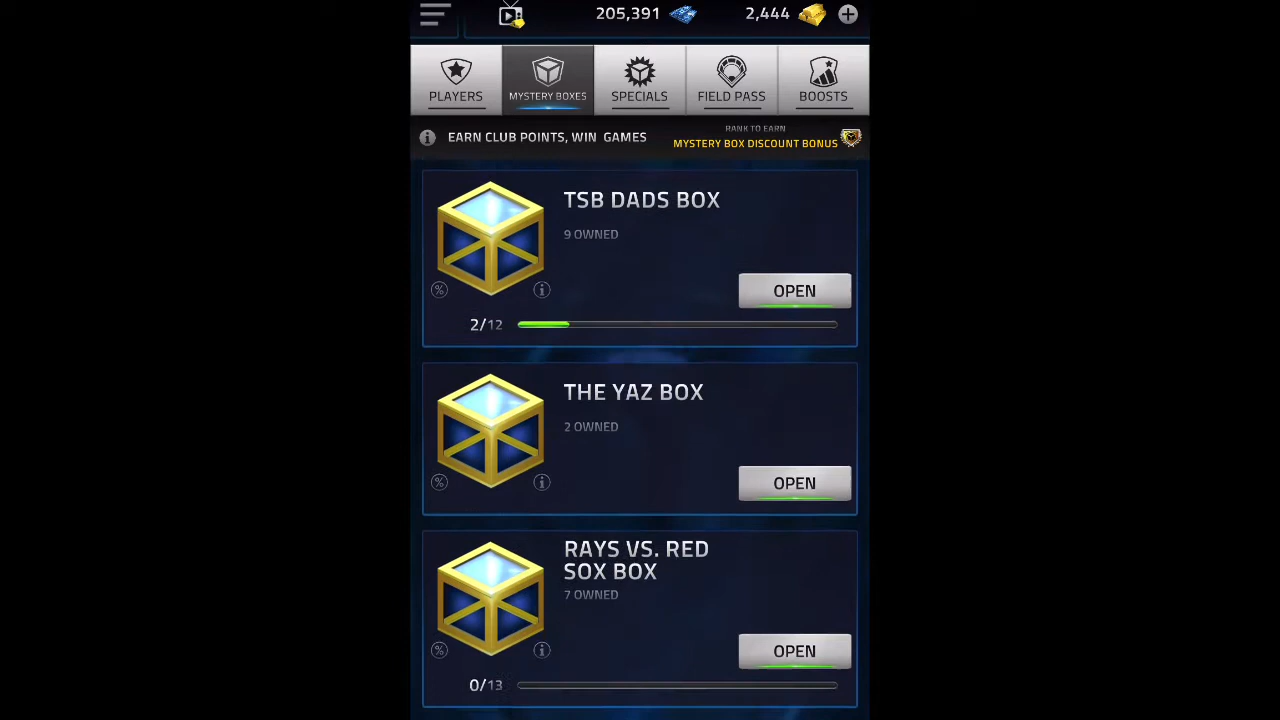 205,391
2,444
PLAYERS
MYSTERY BOXES
SPECIALS
FIELD PASS
BOOSTS
EARN CLUB POINTS, WIN GAMES
RANK TO EARN
MYSTERY BOX DISCOUNT BONUS
TSB DADS BOX
9 OWNED
OPEN
2/12
THE YAZ BOX
2 OWNED
OPEN
RAYS VS. RED
SOX BOX
7 OWNED
OPEN
0/13